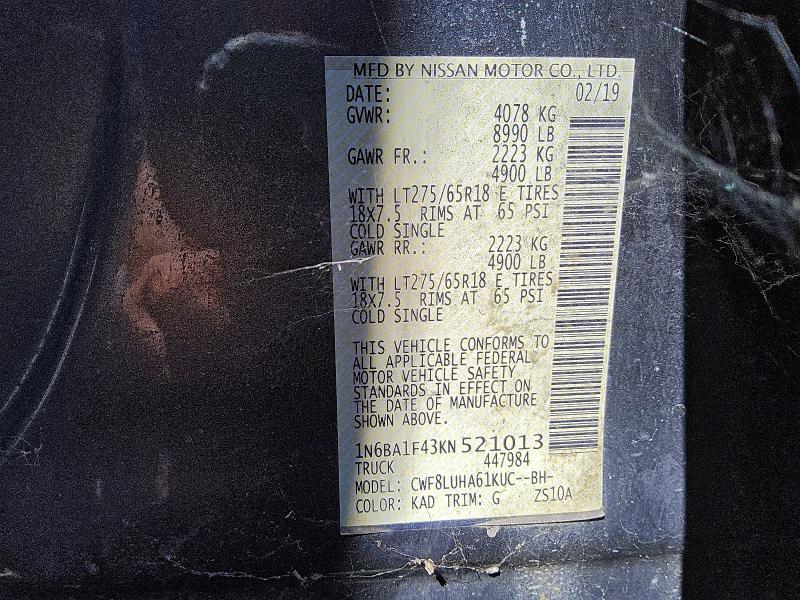 MFD BY NISSAN MOTOR CO., LTD.
DATE: 02/19
GVWR: 4078 KG
8990 LB
GAWR FR.: 2223 KG
4900 LB
WITH LT275/65R18 E TIRES
18X7.5 RIMS AT 65 PSI
COLD SINGLE
GAWR RR.: 2223 KG
4900 LB
WITH LT275/65R18 E TIRES
18X7.5 RIMS AT 65 PSI
COLD SINGLE
THIS VEHICLE CONFORMS TO
ALL APPLICABLE FEDERAL
MOTOR VEHICLE SAFETY
STANDARDS IN EFFECT ON
THE DATE OF MANUFACTURE
SHOWN ABOVE.
1N6BA1F43KN521013
TRUCK 447984
MODEL: CWF8LUHA61KUC--BH-
COLOR: KAD TRIM: G ZS10A